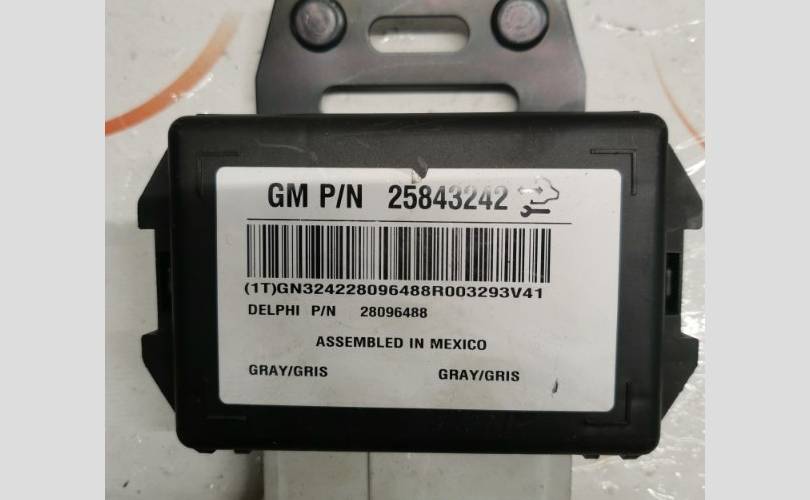 GM P/N 25843242
(1T)GN324228096488R003293V41
DELPHI P/N 28096488
ASSEMBLED IN MEXICO
GRAY/GRIS GRAY/GRIS